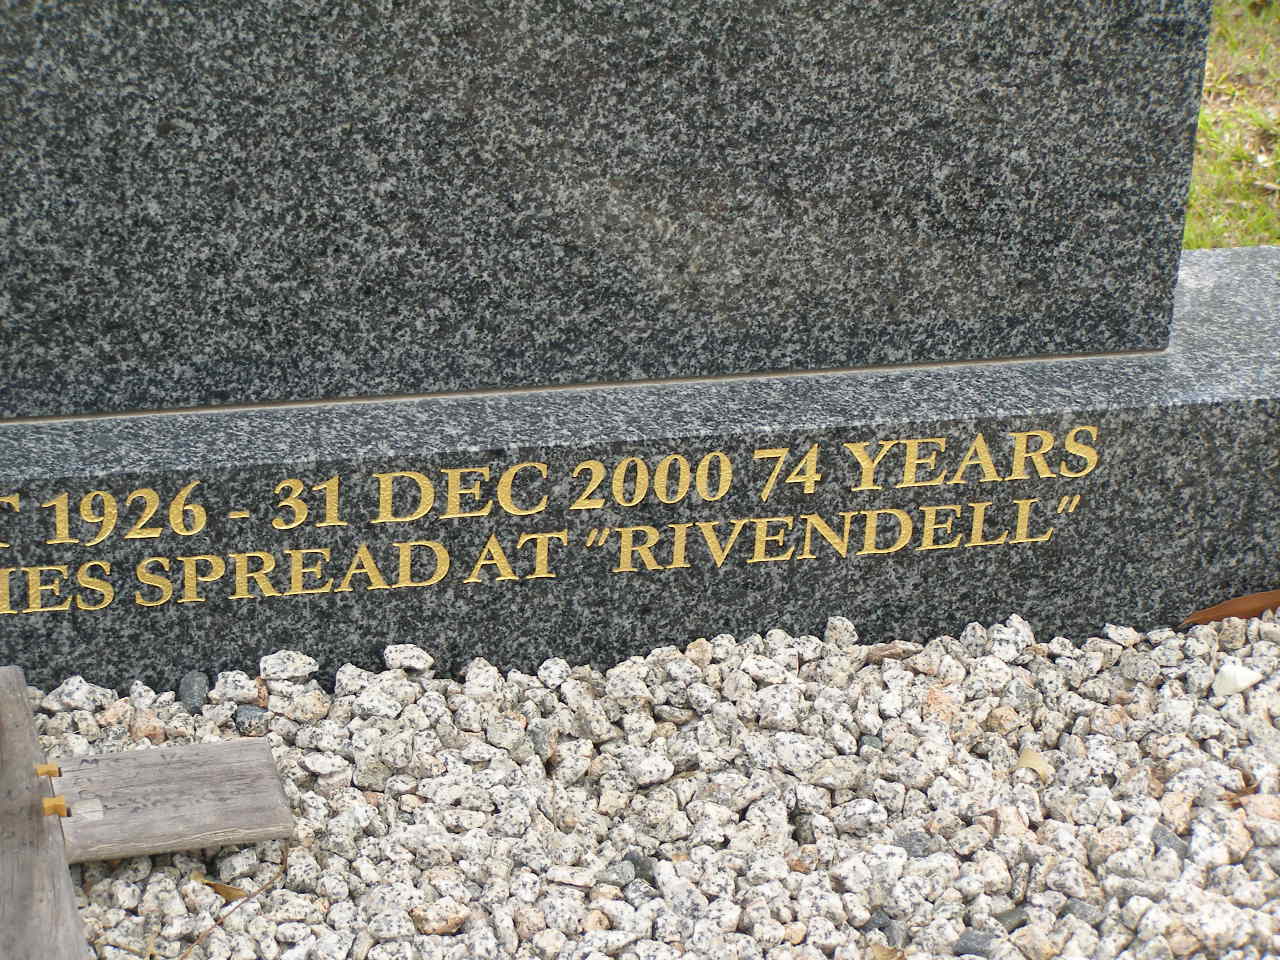 1926 - 31 DEC 2000 74 YEARS
SPREAD AT "RIVENDELL"